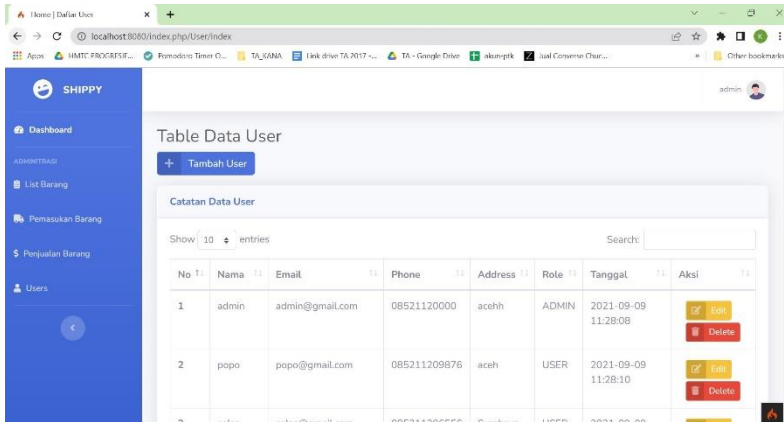 Home | Daftar User
localhost:8080/index.php/User/index
Apps HMTC PROGRESIF... Pomodoro Timer O... TA_KANA Link drive TA 2017 -... TA - Google Drive akun+ptk Jual Converse Chuc... » Other bookmarks
SHIPPY
admin
Dashboard
ADMINITRASI
List Barang
Pemasukan Barang
Penjualan Barang
Users
Table Data User
+ Tambah User
Catatan Data User
Show 10 entries
Search:
No Nama Email Phone Address Role Tanggal Aksi
1 admin admin@gmail.com 08521120000 acehh ADMIN 2021-09-09
11:28:08
Edit
Delete
2 popo popo@gmail.com 085211209876 aceh USER 2021-09-09
11:28:10
Edit
Delete